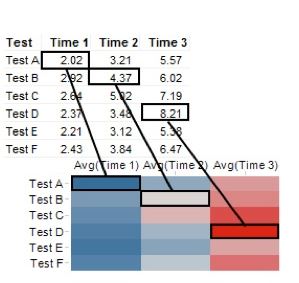 Test Time 1 Time 2 Time 3
Test A 2.02 3.21 5.57
Test B 2.92 4.37 6.02
Test C 2.64 5.02 7.19
Test D 2.37 3.48 8.21
Test E 2.21 3.12 5.38
Test F 2.43 3.84 6.47
Avg(Time 1) Avg(Time 2) Avg(Time 3)
Test A
Test B
Test C
Test D
Test E
Test F